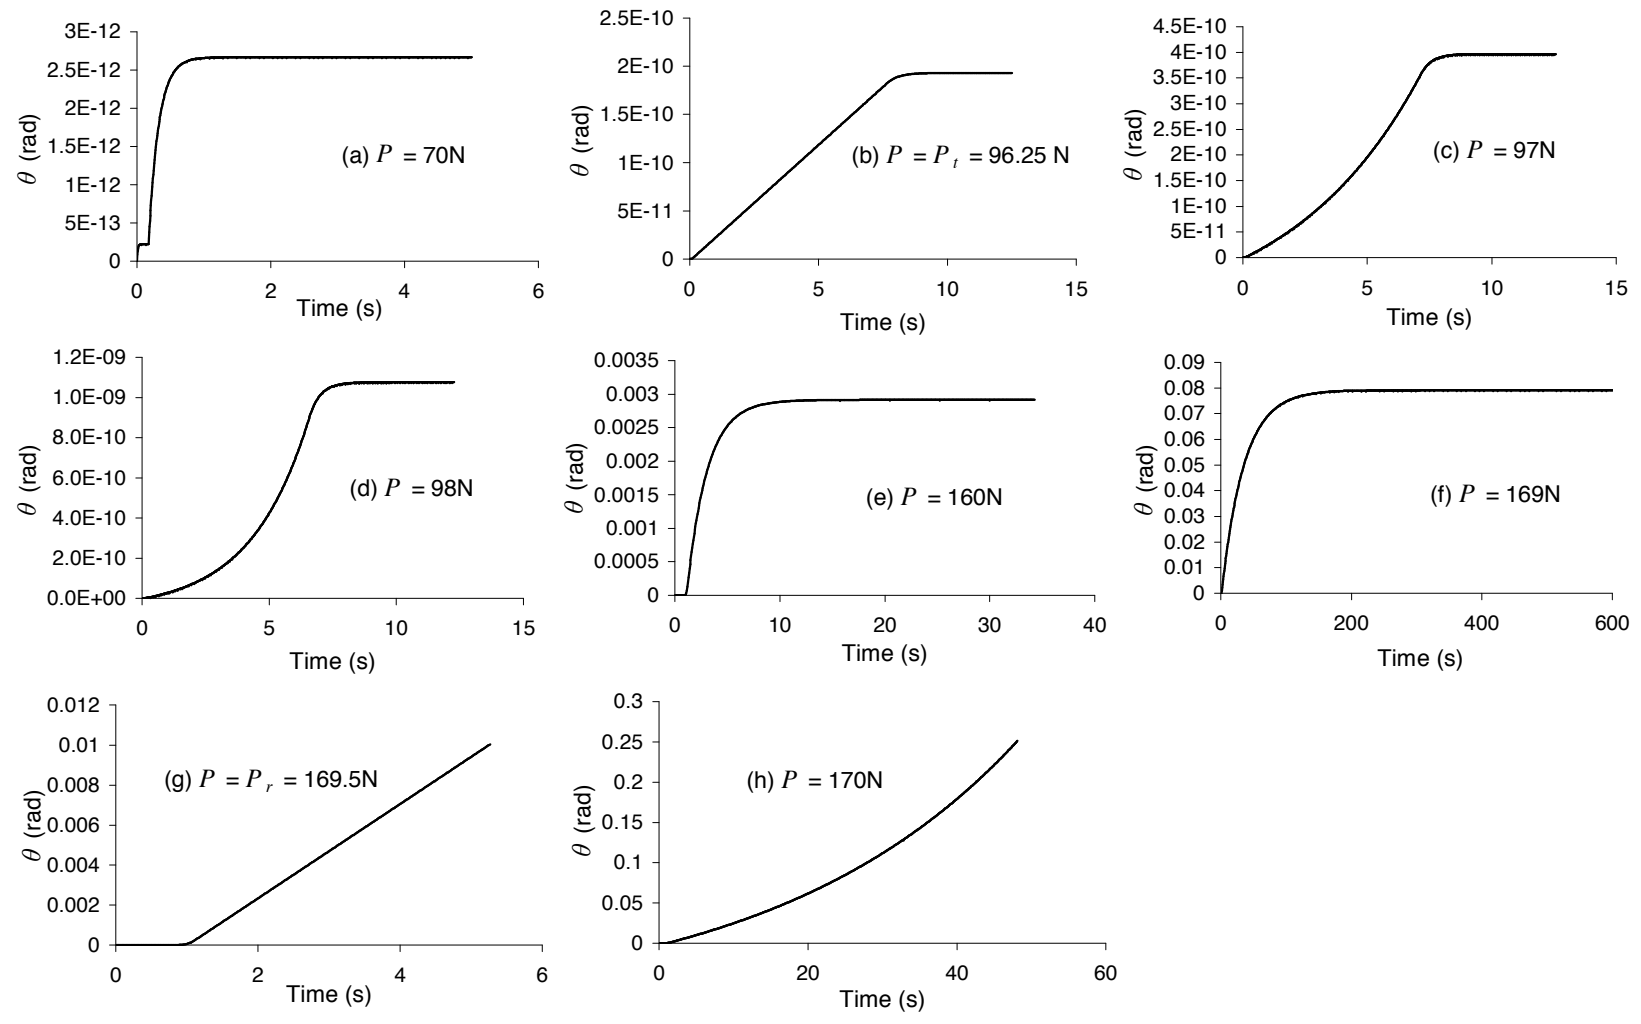 3E-12
2.5E-12
2E-12
1.5E-12
1E-12
5E-13
0
θ (rad)
(a) P = 70N
0 2 4 6
Time (s)
2.5E-10
2E-10
1.5E-10
1E-10
5E-11
0
θ (rad)
(b) P = P t = 96.25 N
0 5 10 15
Time (s)
4.5E-10
4E-10
3.5E-10
3E-10
2.5E-10
2E-10
1.5E-10
1E-10
5E-11
0
θ (rad)
(c) P = 97N
0 5 10 15
Time (s)
1.2E-09
1.0E-09
8.0E-10
6.0E-10
4.0E-10
2.0E-10
0.0E+00
θ (rad)
(d) P = 98N
0 5 10 15
Time (s)
0.0035
0.003
0.0025
0.002
0.0015
0.001
0.0005
0
θ (rad)
(e) P = 160N
0 10 20 30 40
Time (s)
0.09
0.08
0.07
0.06
0.05
0.04
0.03
0.02
0.01
0
θ (rad)
(f) P = 169N
0 200 400 600
Time (s)
0.012
0.01
0.008
0.006
0.004
0.002
0
θ (rad)
(g) P = P r = 169.5N
0 2 4 6
Time (s)
0.3
0.25
0.2
0.15
0.1
0.05
0
θ (rad)
(h) P = 170N
0 20 40 60
Time (s)